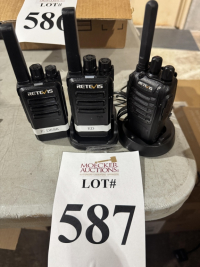 586
RETEVIS
RETEVIS
RETEVIS
MOECKER
AUCTIONS
LOT#
587